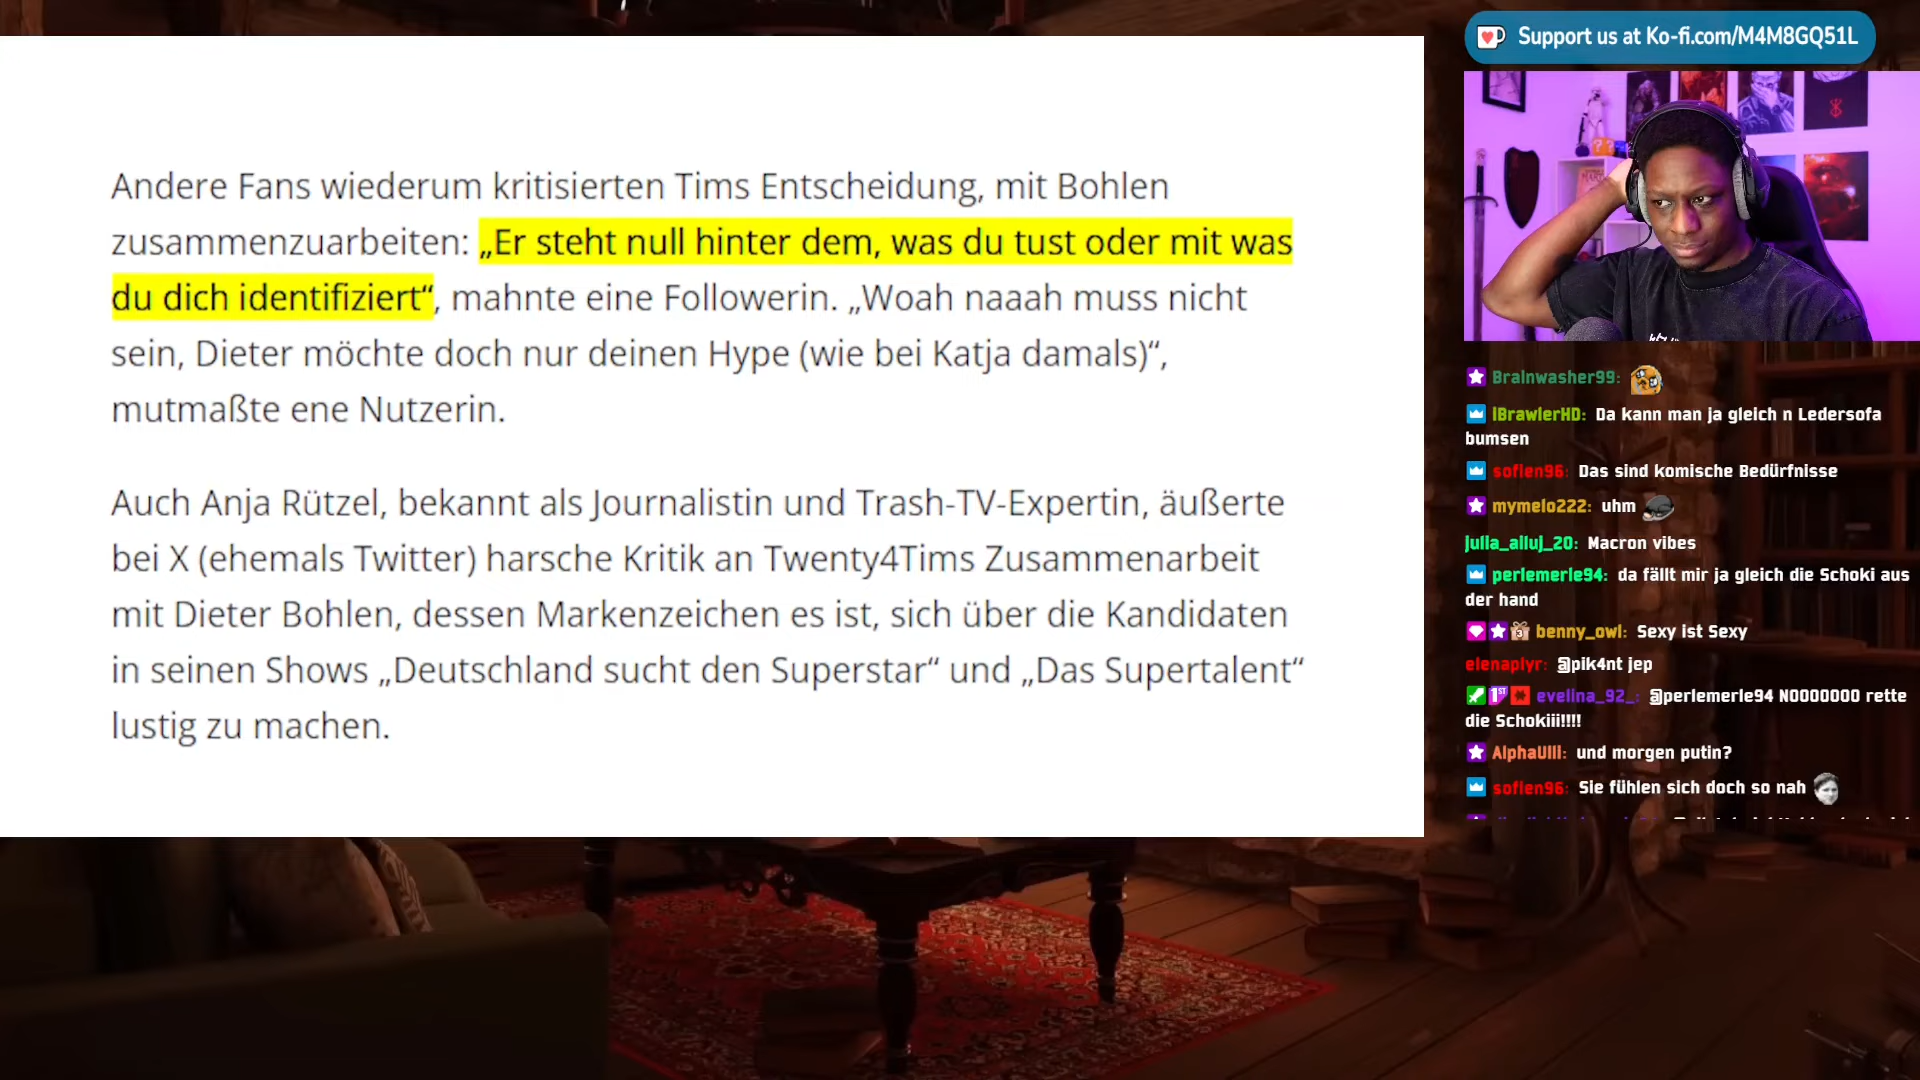 Support us at Ko-fi.com/M4M8GQ51L
Andere Fans wiederum kritisierten Tims Entscheidung, mit Bohlen
zusammenzuarbeiten: „Er steht null hinter dem, was du tust oder mit was
du dich identifiziert“, mahnte eine Followerin. „Woah naaah muss nicht
sein, Dieter möchte doch nur deinen Hype (wie bei Katja damals)“,
mutmaßte ene Nutzerin.
Auch Anja Rützel, bekannt als Journalistin und Trash-TV-Expertin, äußerte
bei X (ehemals Twitter) harsche Kritik an Twenty4Tims Zusammenarbeit
mit Dieter Bohlen, dessen Markenzeichen es ist, sich über die Kandidaten
in seinen Shows „Deutschland sucht den Superstar“ und „Das Supertalent“
lustig zu machen.
Brainwasher99:
iBrawlerHD: Da kann man ja gleich n Ledersofa
bumsen
sofien96: Das sind komische Bedürfnisse
mymelo222: uhm
julia_alluj_20: Macron vibes
perlemerle94: da fällt mir ja gleich die Schoki aus
der hand
benny_owl: Sexy ist Sexy
elenaplyr: @pik4nt jep
evelina_92_: @perlemerle94 NOOOOOOO rette
die Schokiii!!!!
AlphaUlli: und morgen putin?
sofien96: Sie fühlen sich doch so nah